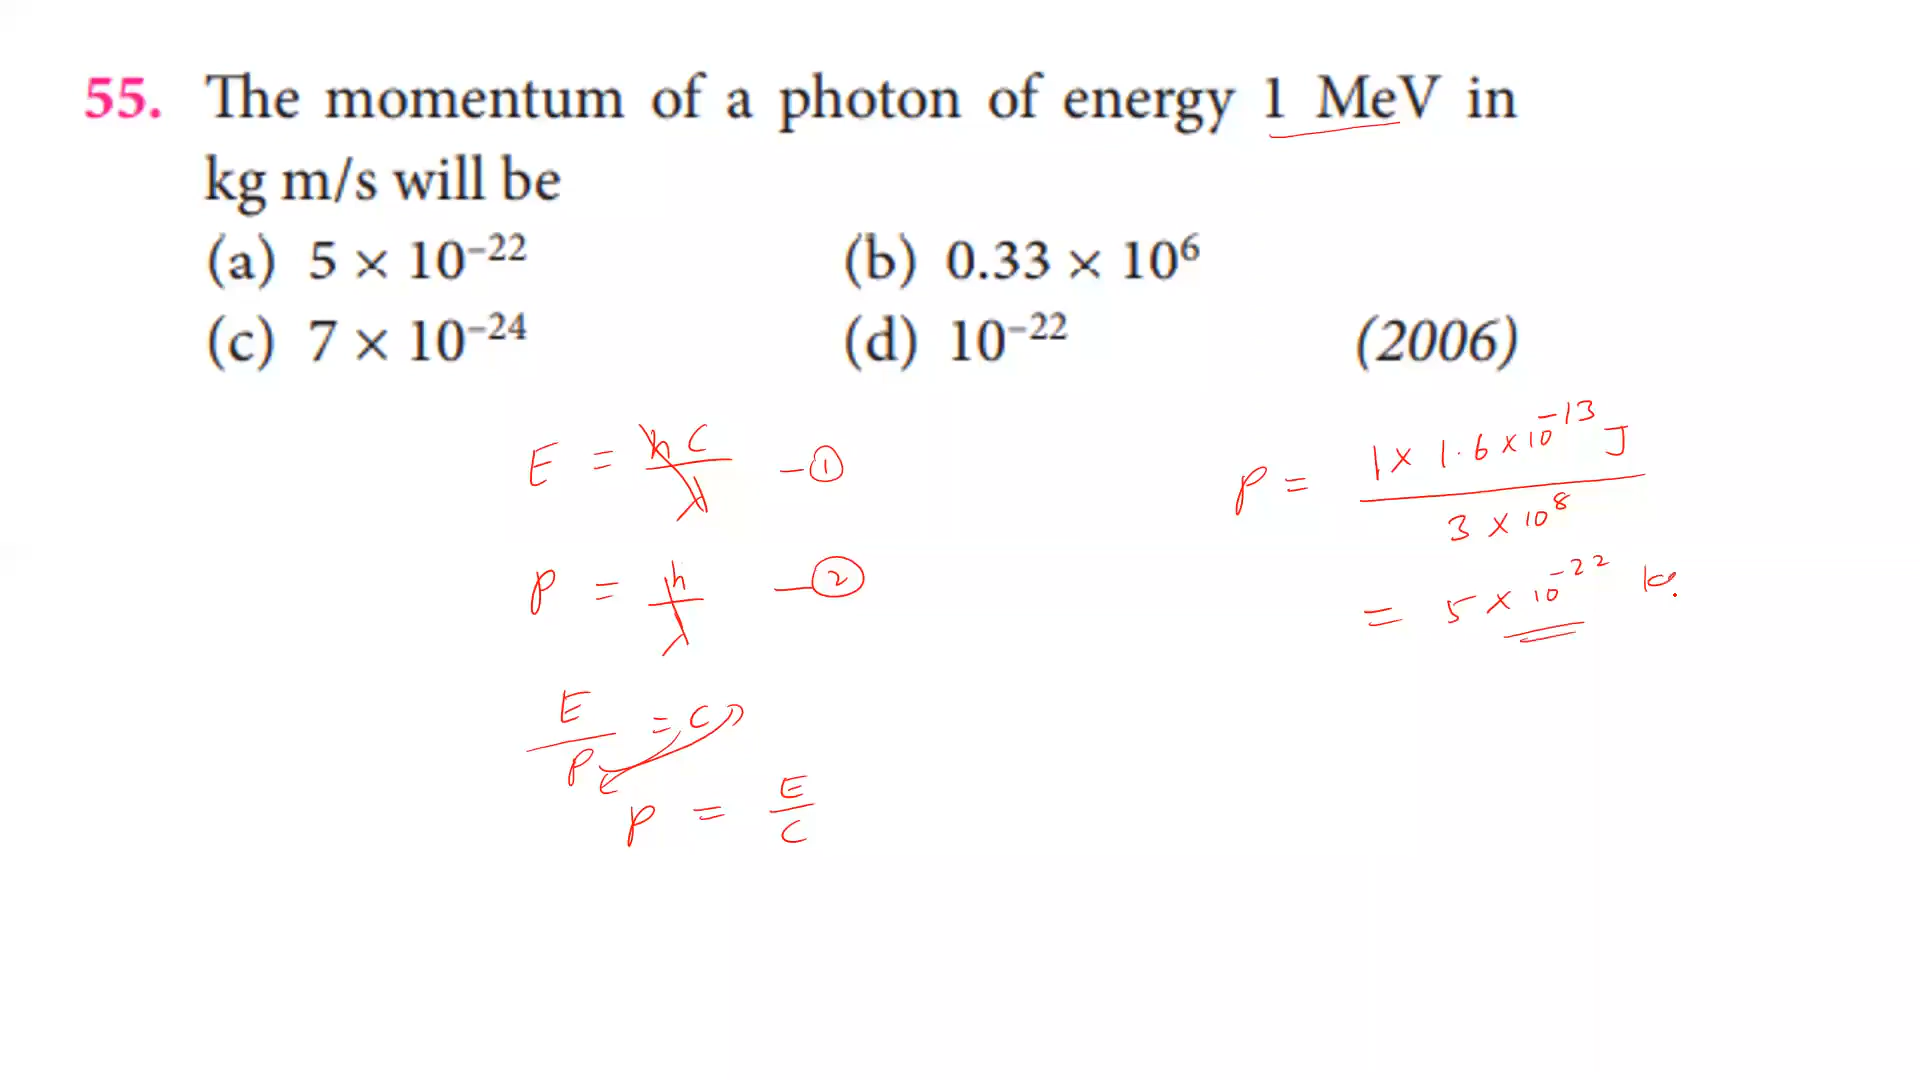 55. The momentum of a photon of energy 1 MeV in
kg m/s will be
(a) 5 × 10⁻²²
(b) 0.33 × 10⁶
(c) 7 × 10⁻²⁴
(d) 10⁻²²
(2006)
E = hc/λ — ①
P = h/λ — ②
E/P = C
P = E/C
P = 1 × 1.6 × 10⁻¹³ J / 3 × 10⁸
= 5 × 10⁻²²